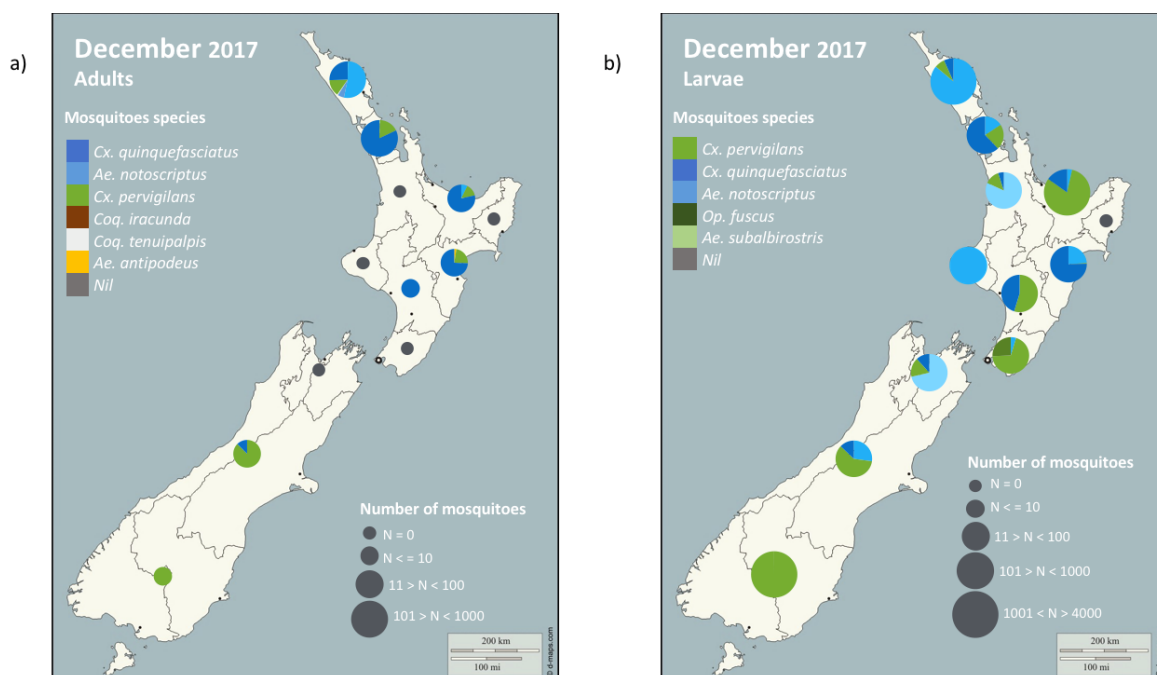 a)
December 2017
Adults
Mosquitoes species
Cx. quinquefasciatus
Ae. notoscriptus
Cx. pervigilans
Coq. iracunda
Coq. tenuipalpis
Ae. antipodeus
Nil
Number of mosquitoes
N = 0
N < = 10
11 > N < 100
101 > N < 1000
200 km
100 mi
© d-maps.com
b)
December 2017
Larvae
Mosquitoes species
Cx. pervigilans
Cx. quinquefasciatus
Ae. notoscriptus
Op. fuscus
Ae. subalbirostris
Nil
Number of mosquitoes
N = 0
N < = 10
11 > N < 100
101 > N < 1000
1001 < N > 4000
200 km
100 mi
© d-maps.com